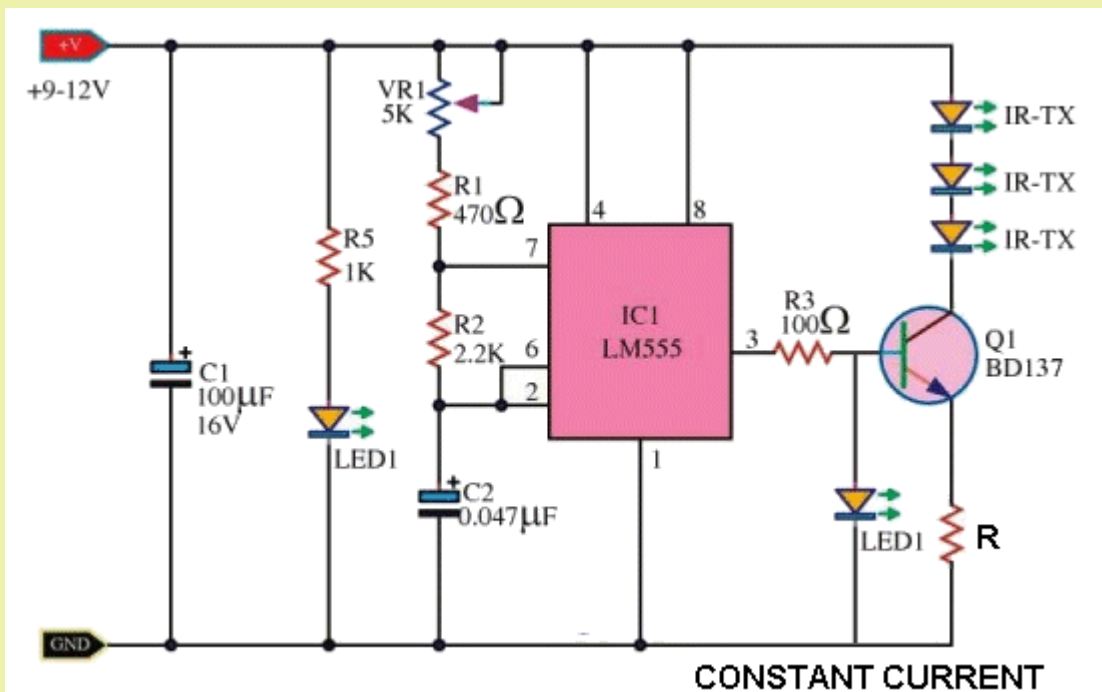 +V
+9-12V
VR1
5K
R1
470Ω
R5
1K
R2
2.2K
C1
100μF
16V
LED1
C2
0.047μF
4
8
7
6
2
IC1
LM555
3
1
R3
100Ω
IR-TX
IR-TX
IR-TX
Q1
BD137
LED1
R
GND
CONSTANT CURRENT